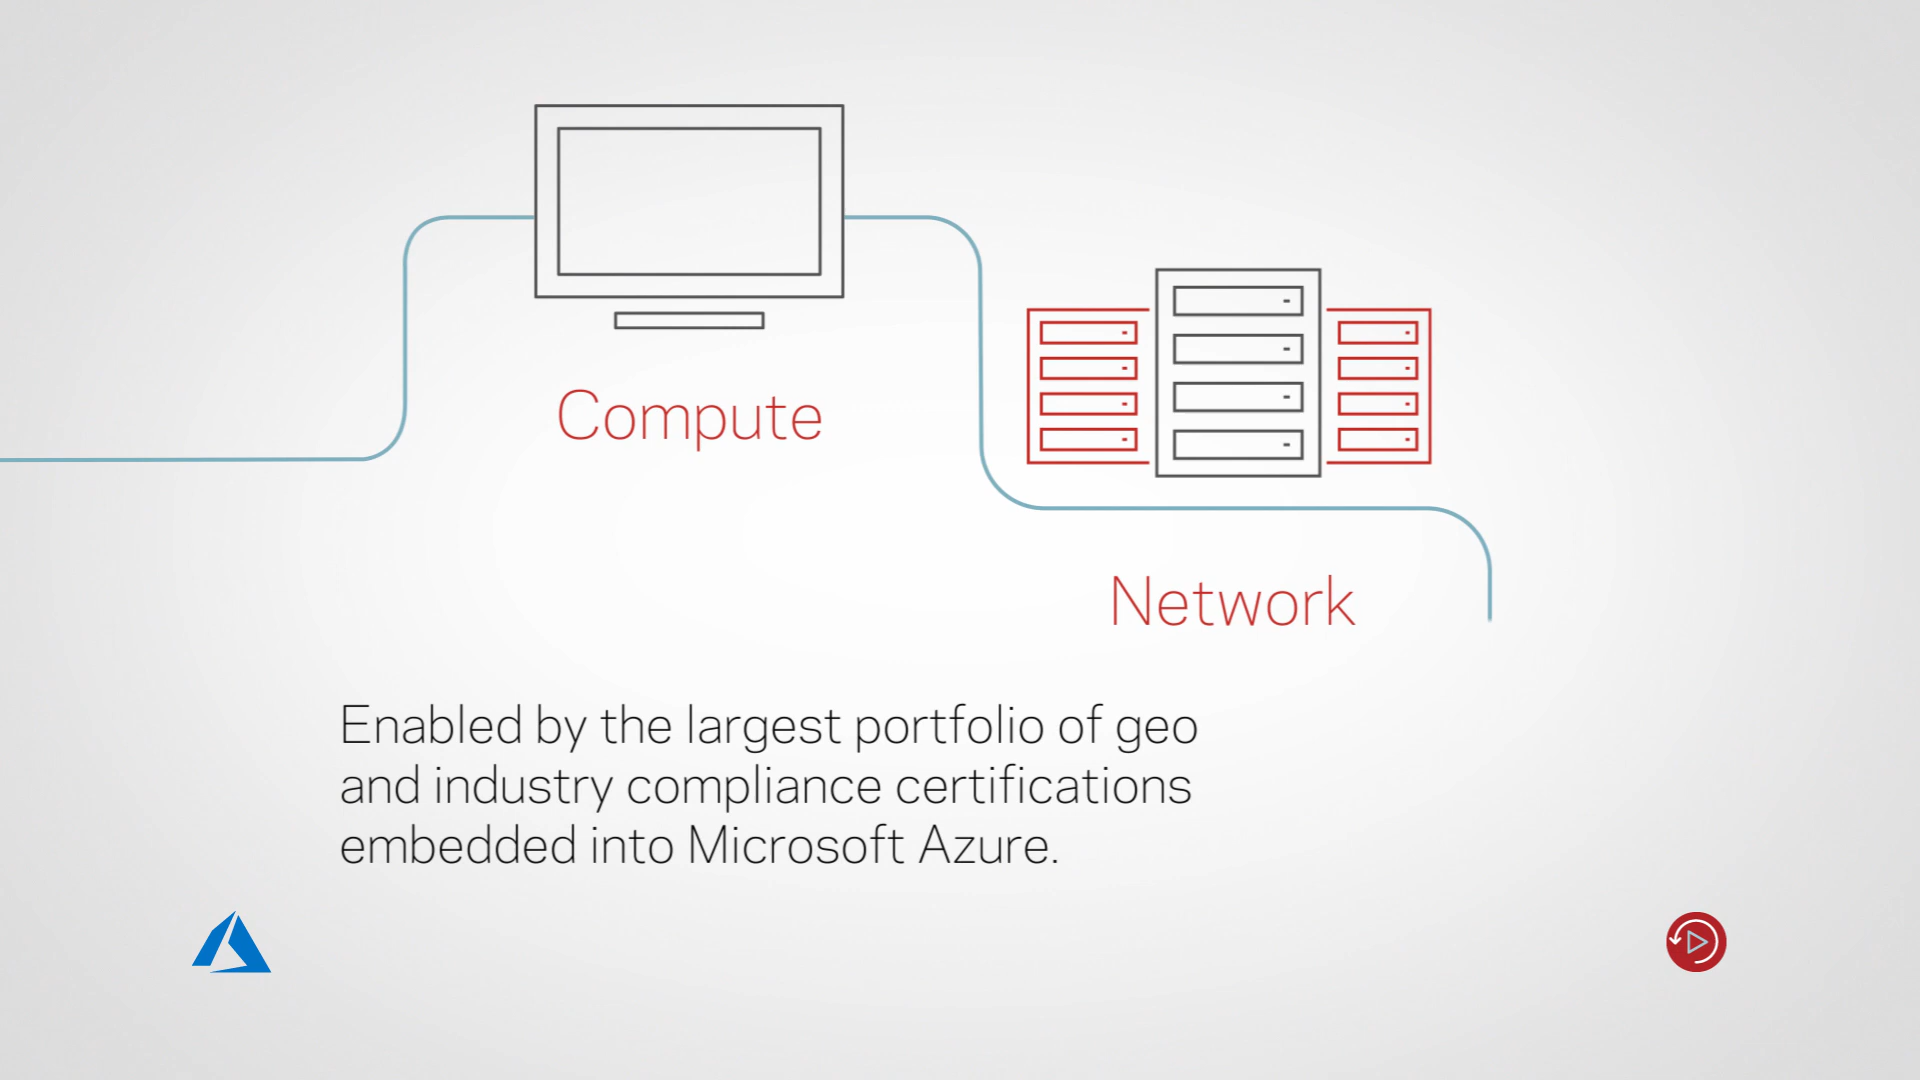 Compute
Network
Enabled by the largest portfolio of geo
and industry compliance certifications
embedded into Microsoft Azure.